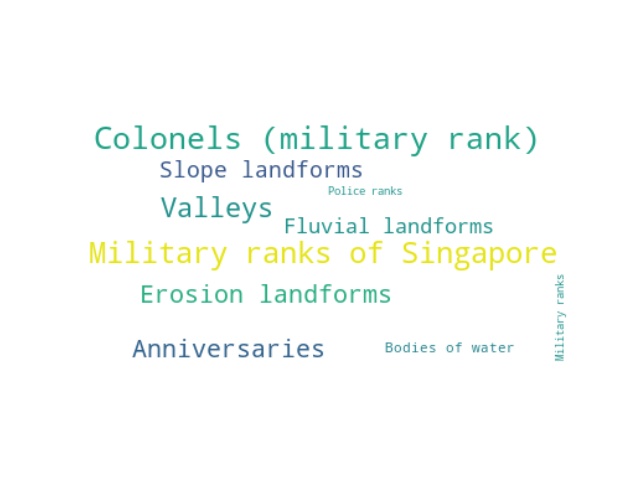 Colonels (military rank)
Slope landforms
Police ranks
Valleys
Fluvial landforms
Military ranks of Singapore
Erosion landforms
Military ranks
Anniversaries
Bodies of water